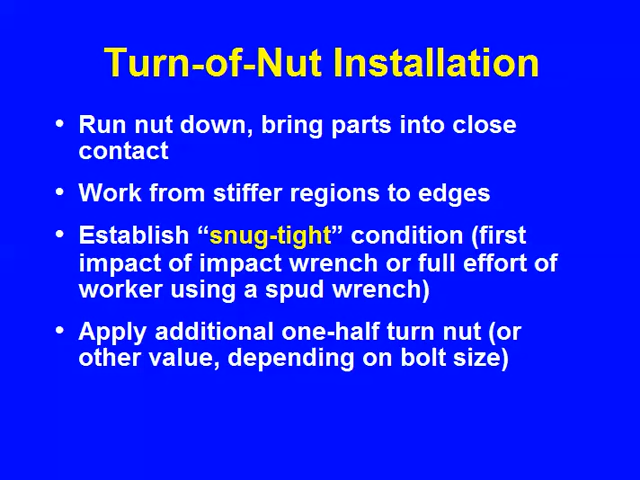 Turn-of-Nut Installation
• Run nut down, bring parts into close
contact
• Work from stiffer regions to edges
• Establish “snug-tight” condition (first
impact of impact wrench or full effort of
worker using a spud wrench)
• Apply additional one-half turn nut (or
other value, depending on bolt size)